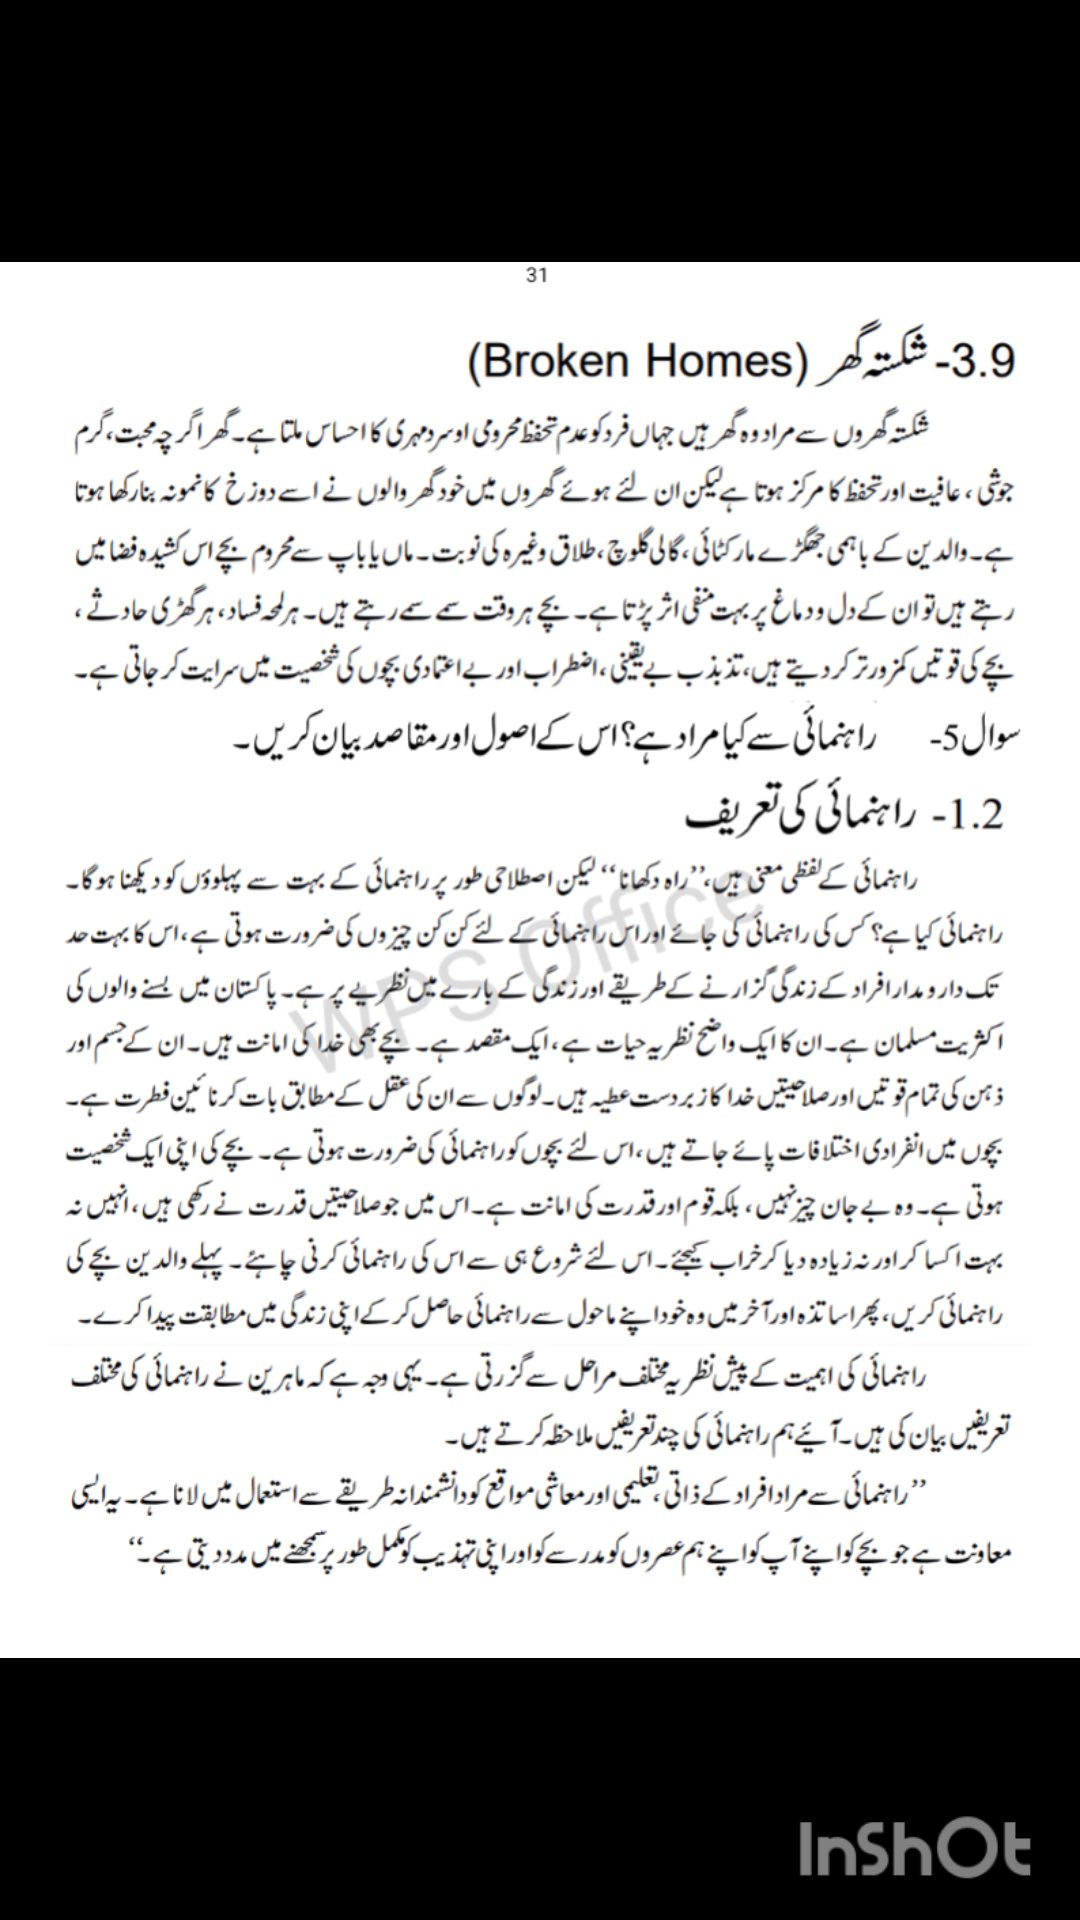 31
3.9- شکستہ گھر (Broken Homes)
شکستہ گھروں سے مراد وہ گھر ہیں جہاں فرد کو عدم تحفظ محرومی او سرد مہری کا احساس ملتا ہے۔ گھر اگر چہ محبت، گرم
جوشی، عافیت اور تحفظ کا مرکز ہوتا ہے لیکن ان لئے ہوئے گھروں میں خود گھر والوں نے اسے دوزخ کا نمونہ بنا رکھا ہوتا
ہے۔ والدین کے باہمی جھگڑے مار کٹائی، گالی گلوچ، طلاق وغیرہ کی نوبت۔ ماں یا باپ سے محروم بچے اس کشیدہ فضا میں
رہتے ہیں تو ان کے دل و دماغ پر بہت منفی اثر پڑتا ہے۔ بچے ہر وقت سمے سمے رہتے ہیں۔ ہر لمحہ فساد، ہر گھڑی حادثے،
بچے کی قوتیں کمزور تر کر دیتے ہیں، تذبذب بے یقینی، اضطراب اور بے اعتمادی بچوں کی شخصیت میں سرایت کر جاتی ہے۔
سوال 5- راہنمائی سے کیا مراد ہے؟ اس کے اصول اور مقاصد بیان کریں۔
1.2- راہنمائی کی تعریف
راہنمائی کے لفظی معنی ہیں، ”راہ دکھانا“ لیکن اصطلاحی طور پر راہنمائی کے بہت سے پہلوؤں کو دیکھنا ہوگا۔
راہنمائی کیا ہے؟ کس کی راہنمائی کی جائے اور اس راہنمائی کے لئے کن کن چیزوں کی ضرورت ہوتی ہے، اس کا بہت حد
تک دارومدار افراد کے زندگی گزارنے کے طریقے اور زندگی کے بارے میں نظریے پر ہے۔ پاکستان میں بسنے والوں کی
اکثریت مسلمان ہے۔ ان کا ایک واضح نظریہ حیات ہے، ایک مقصد ہے۔ بچے بھی خدا کی امانت ہیں۔ ان کے جسم اور
ذہن کی تمام قوتیں اور صلاحیتیں خدا کا زبردست عطیہ ہیں۔ لوگوں سے ان کی عقل کے مطابق بات کرنا ئین فطرت ہے۔
بچوں میں انفرادی اختلافات پائے جاتے ہیں، اس لئے بچوں کو راہنمائی کی ضرورت ہوتی ہے۔ بچے کی اپنی ایک شخصیت
ہوتی ہے۔ وہ بے جان چیز نہیں، بلکہ قوم اور قدرت کی امانت ہے۔ اس میں جو صلاحیتیں قدرت نے رکھی ہیں، انہیں نہ
بہت اکسا کر اور نہ زیادہ دبا کر خراب کیجئے۔ اس لئے شروع ہی سے اس کی راہنمائی کرنی چاہئے۔ پہلے والدین بچے کی
راہنمائی کریں، پھر اساتذہ اور آخر میں وہ خود اپنے ماحول سے راہنمائی حاصل کر کے اپنی زندگی میں مطابقت پیدا کرے۔
راہنمائی کی اہمیت کے پیش نظر یہ مختلف مراحل سے گزرتی ہے۔ یہی وجہ ہے کہ ماہرین نے راہنمائی کی مختلف
تعریفیں بیان کی ہیں۔ آئیے ہم راہنمائی کی چند تعریفیں ملاحظہ کرتے ہیں۔
”راہنمائی سے مراد افراد کے ذاتی، تعلیمی اور معاشی مواقع کو دانشمندانہ طریقے سے استعمال میں لانا ہے۔ یہ ایسی
معاونت ہے جو بچے کو اپنے آپ کو اپنے ہم عصروں کو مدرسے کو اور اپنی تہذیب کو مکمل طور پر سمجھنے میں مدد دیتی ہے۔“
WPS Office
InShOt